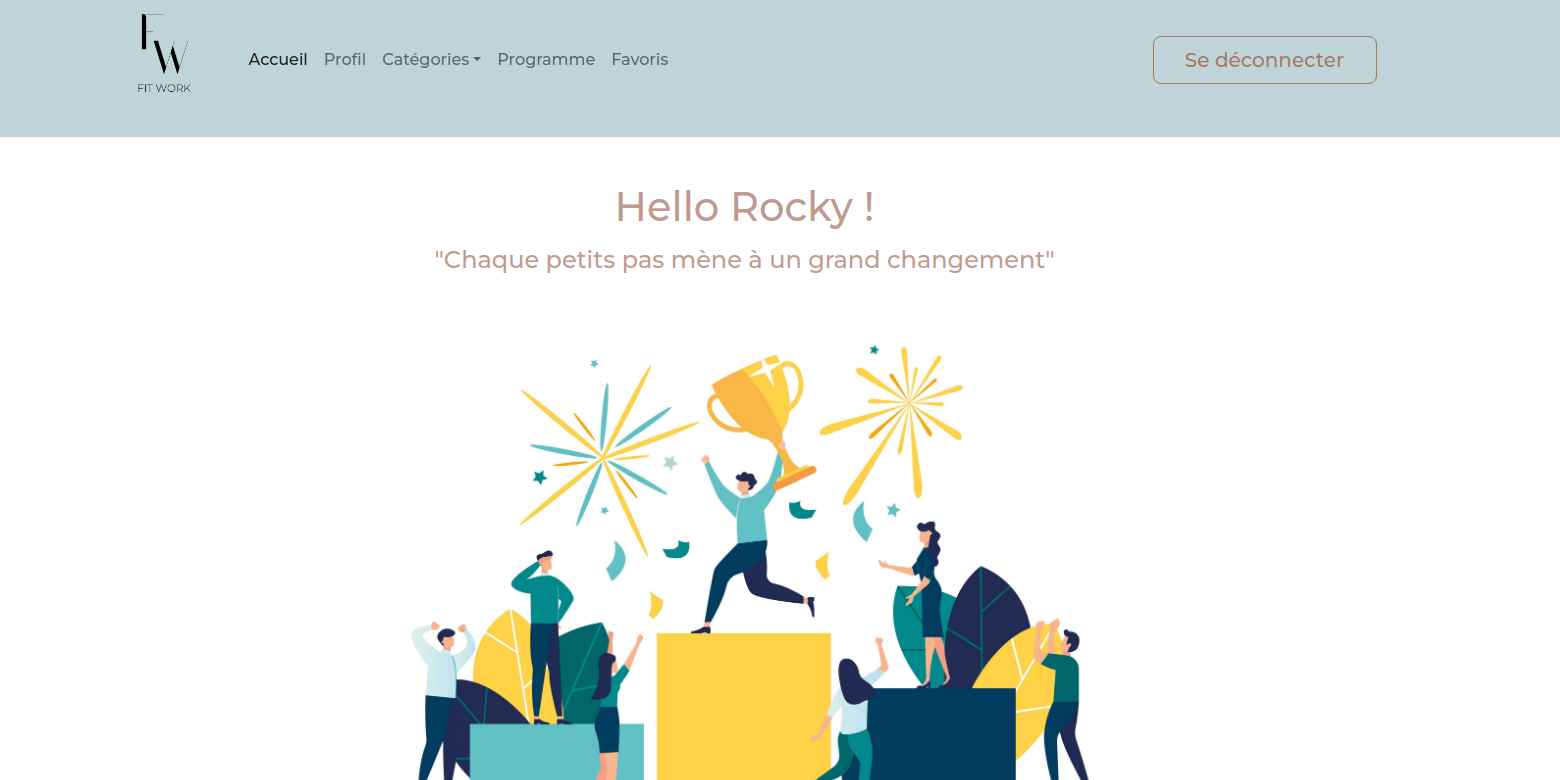 FW
FIT WORK
Accueil Profil Catégories Programme Favoris Se déconnecter
Hello Rocky !
"Chaque petits pas mène à un grand changement"